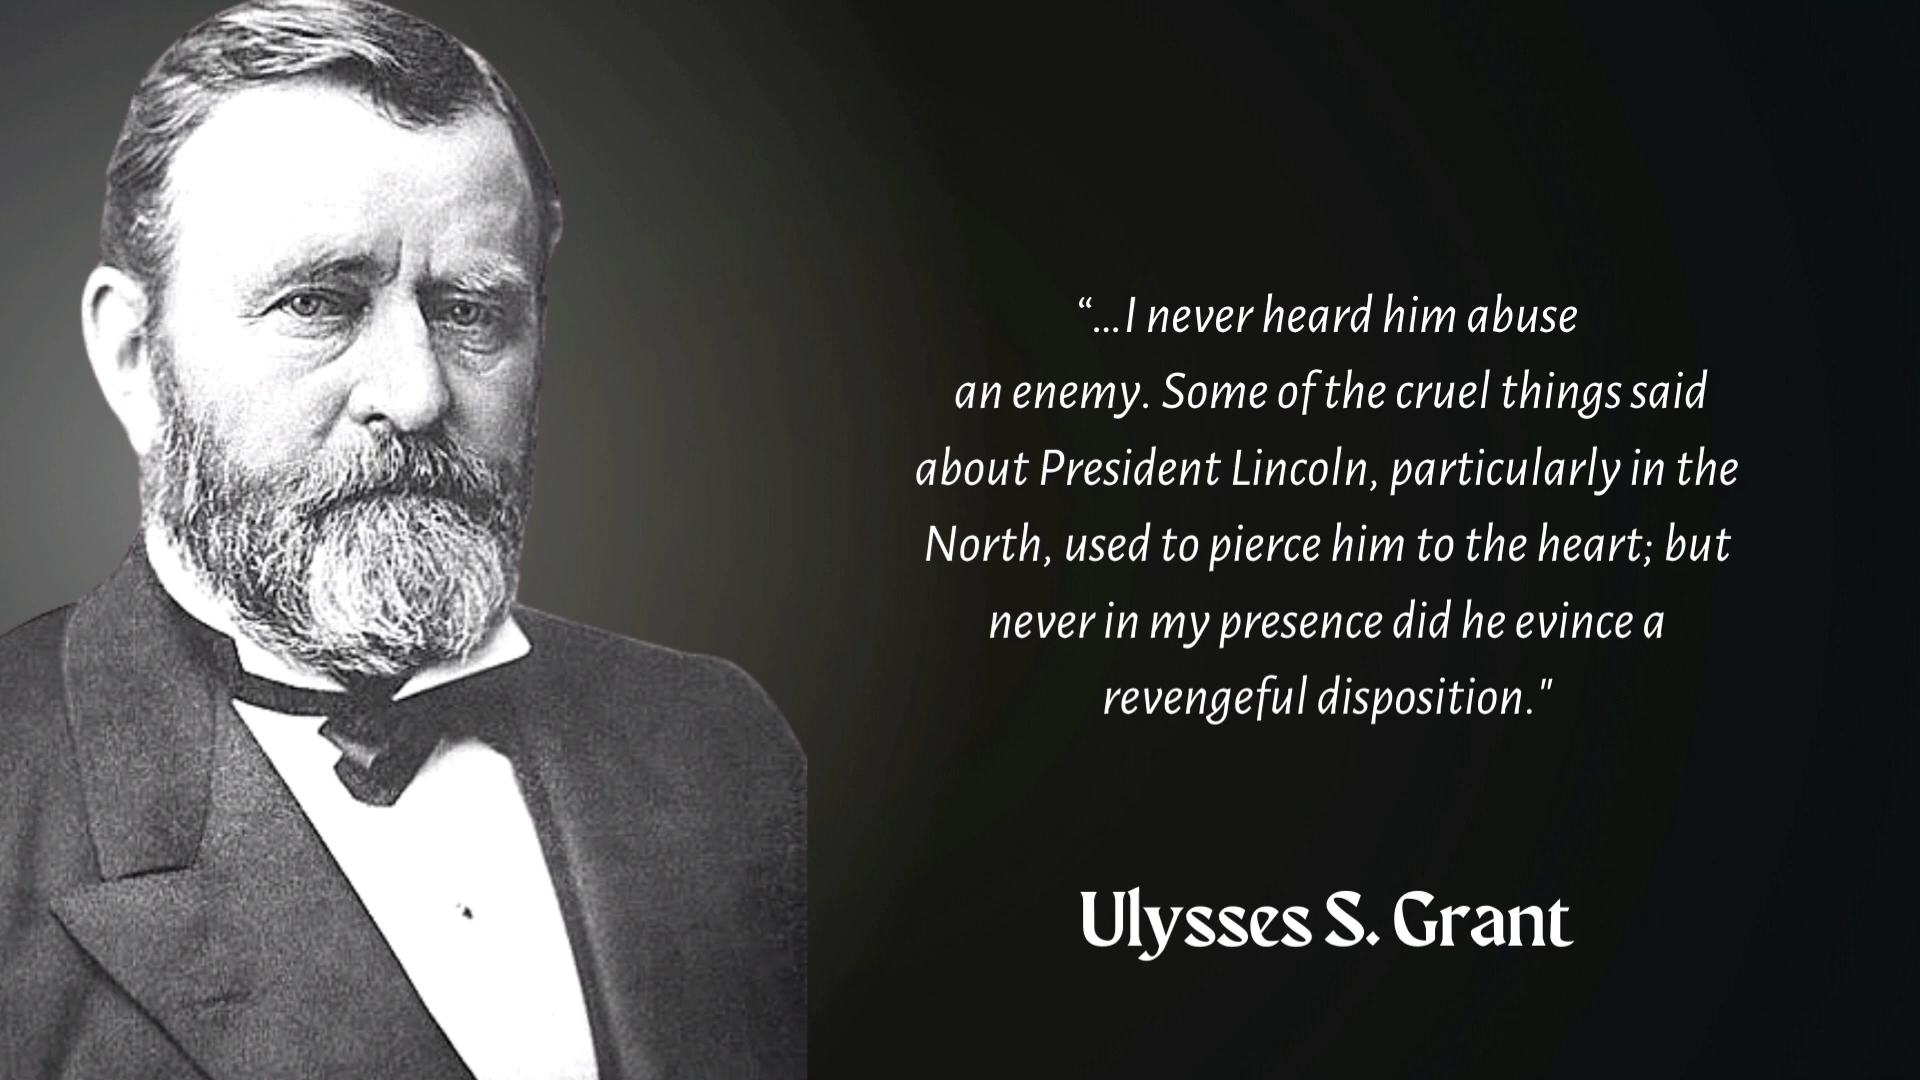 “...I never heard him abuse
an enemy. Some of the cruel things said
about President Lincoln, particularly in the
North, used to pierce him to the heart; but
never in my presence did he evince a
revengeful disposition."
Ulysses S. Grant